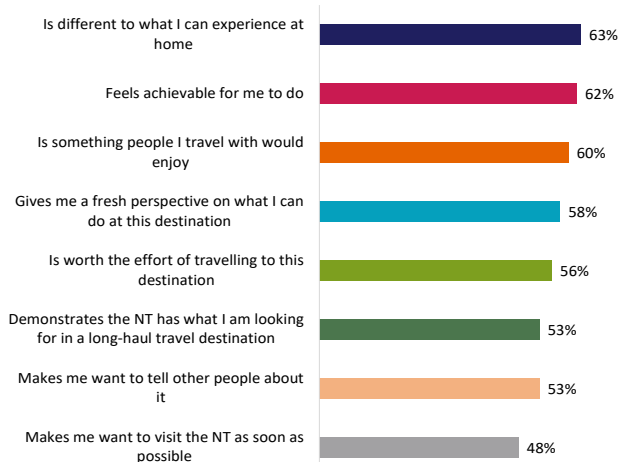 Is different to what I can experience at
home
63%
Feels achievable for me to do
62%
Is something people I travel with would
enjoy
60%
Gives me a fresh perspective on what I can
do at this destination
58%
Is worth the effort of travelling to this
destination
56%
Demonstrates the NT has what I am looking
for in a long-haul travel destination
53%
Makes me want to tell other people about
it
53%
Makes me want to visit the NT as soon as
possible
48%